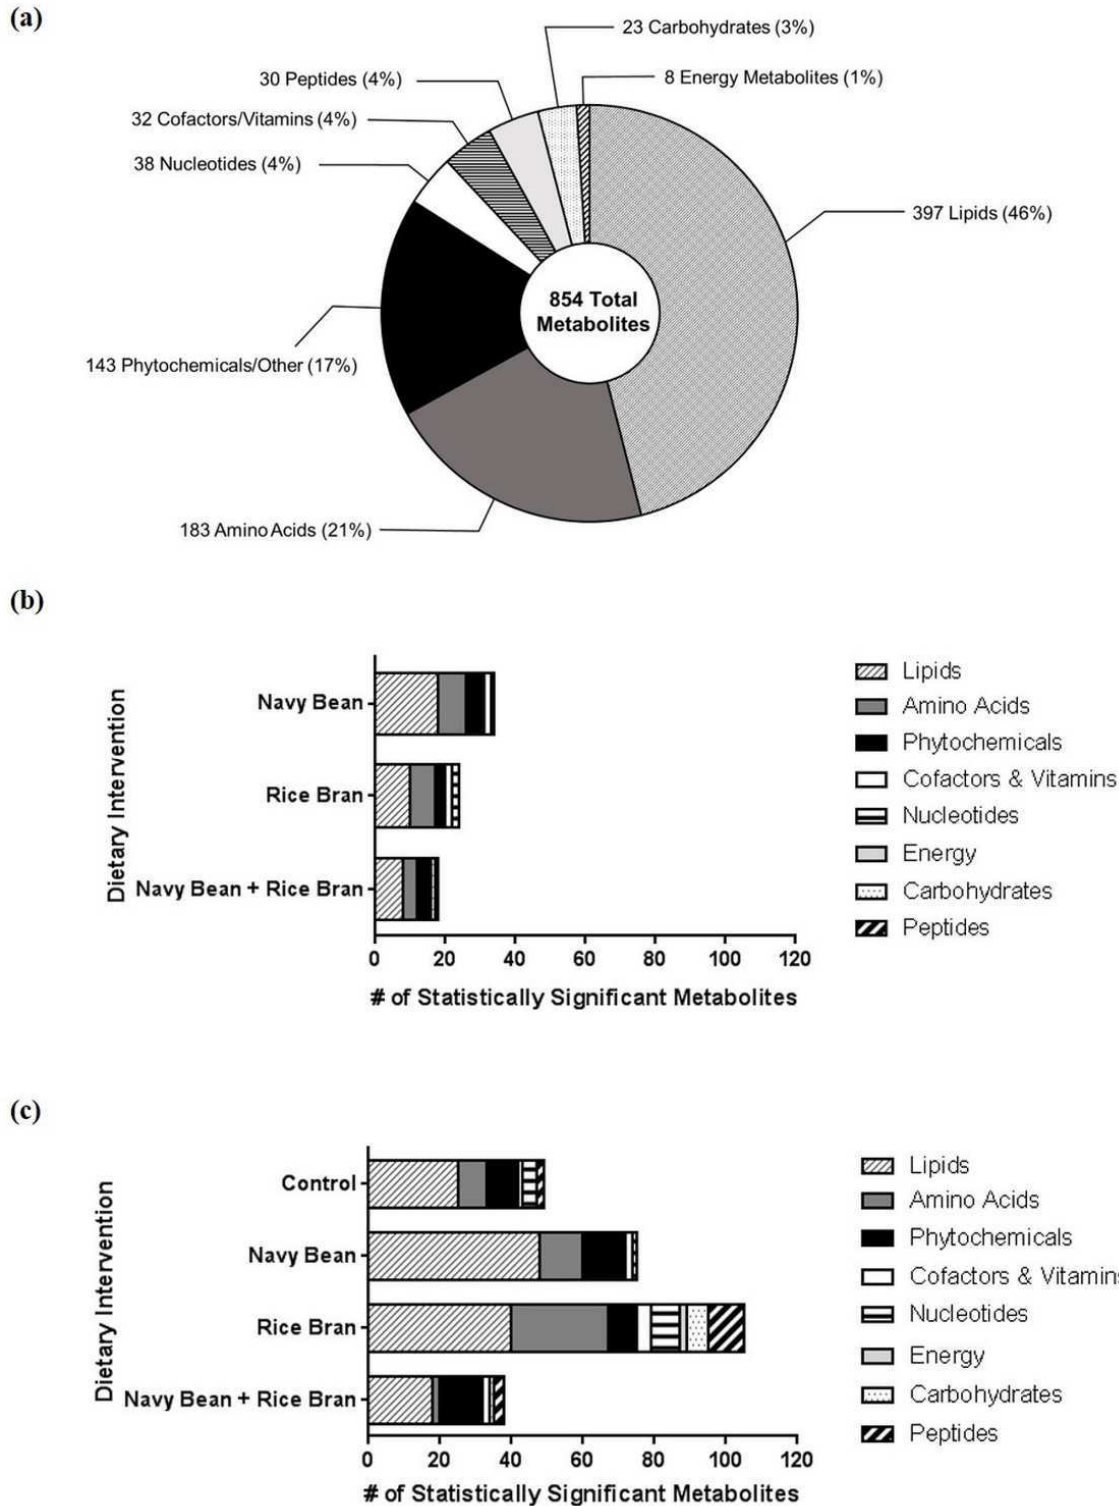 (a)
23 Carbohydrates (3%)
8 Energy Metabolites (1%)
30 Peptides (4%)
32 Cofactors/Vitamins (4%)
38 Nucleotides (4%)
397 Lipids (46%)
854 Total
Metabolites
143 Phytochemicals/Other (17%)
183 Amino Acids (21%)
(b)
Dietary Intervention
Navy Bean
Rice Bran
Navy Bean + Rice Bran
0 20 40 60 80 100 120
# of Statistically Significant Metabolites
Lipids
Amino Acids
Phytochemicals
Cofactors & Vitamins
Nucleotides
Energy
Carbohydrates
Peptides
(c)
Dietary Intervention
Control
Navy Bean
Rice Bran
Navy Bean + Rice Bran
0 20 40 60 80 100 120
# of Statistically Significant Metabolites
Lipids
Amino Acids
Phytochemicals
Cofactors & Vitamins
Nucleotides
Energy
Carbohydrates
Peptides